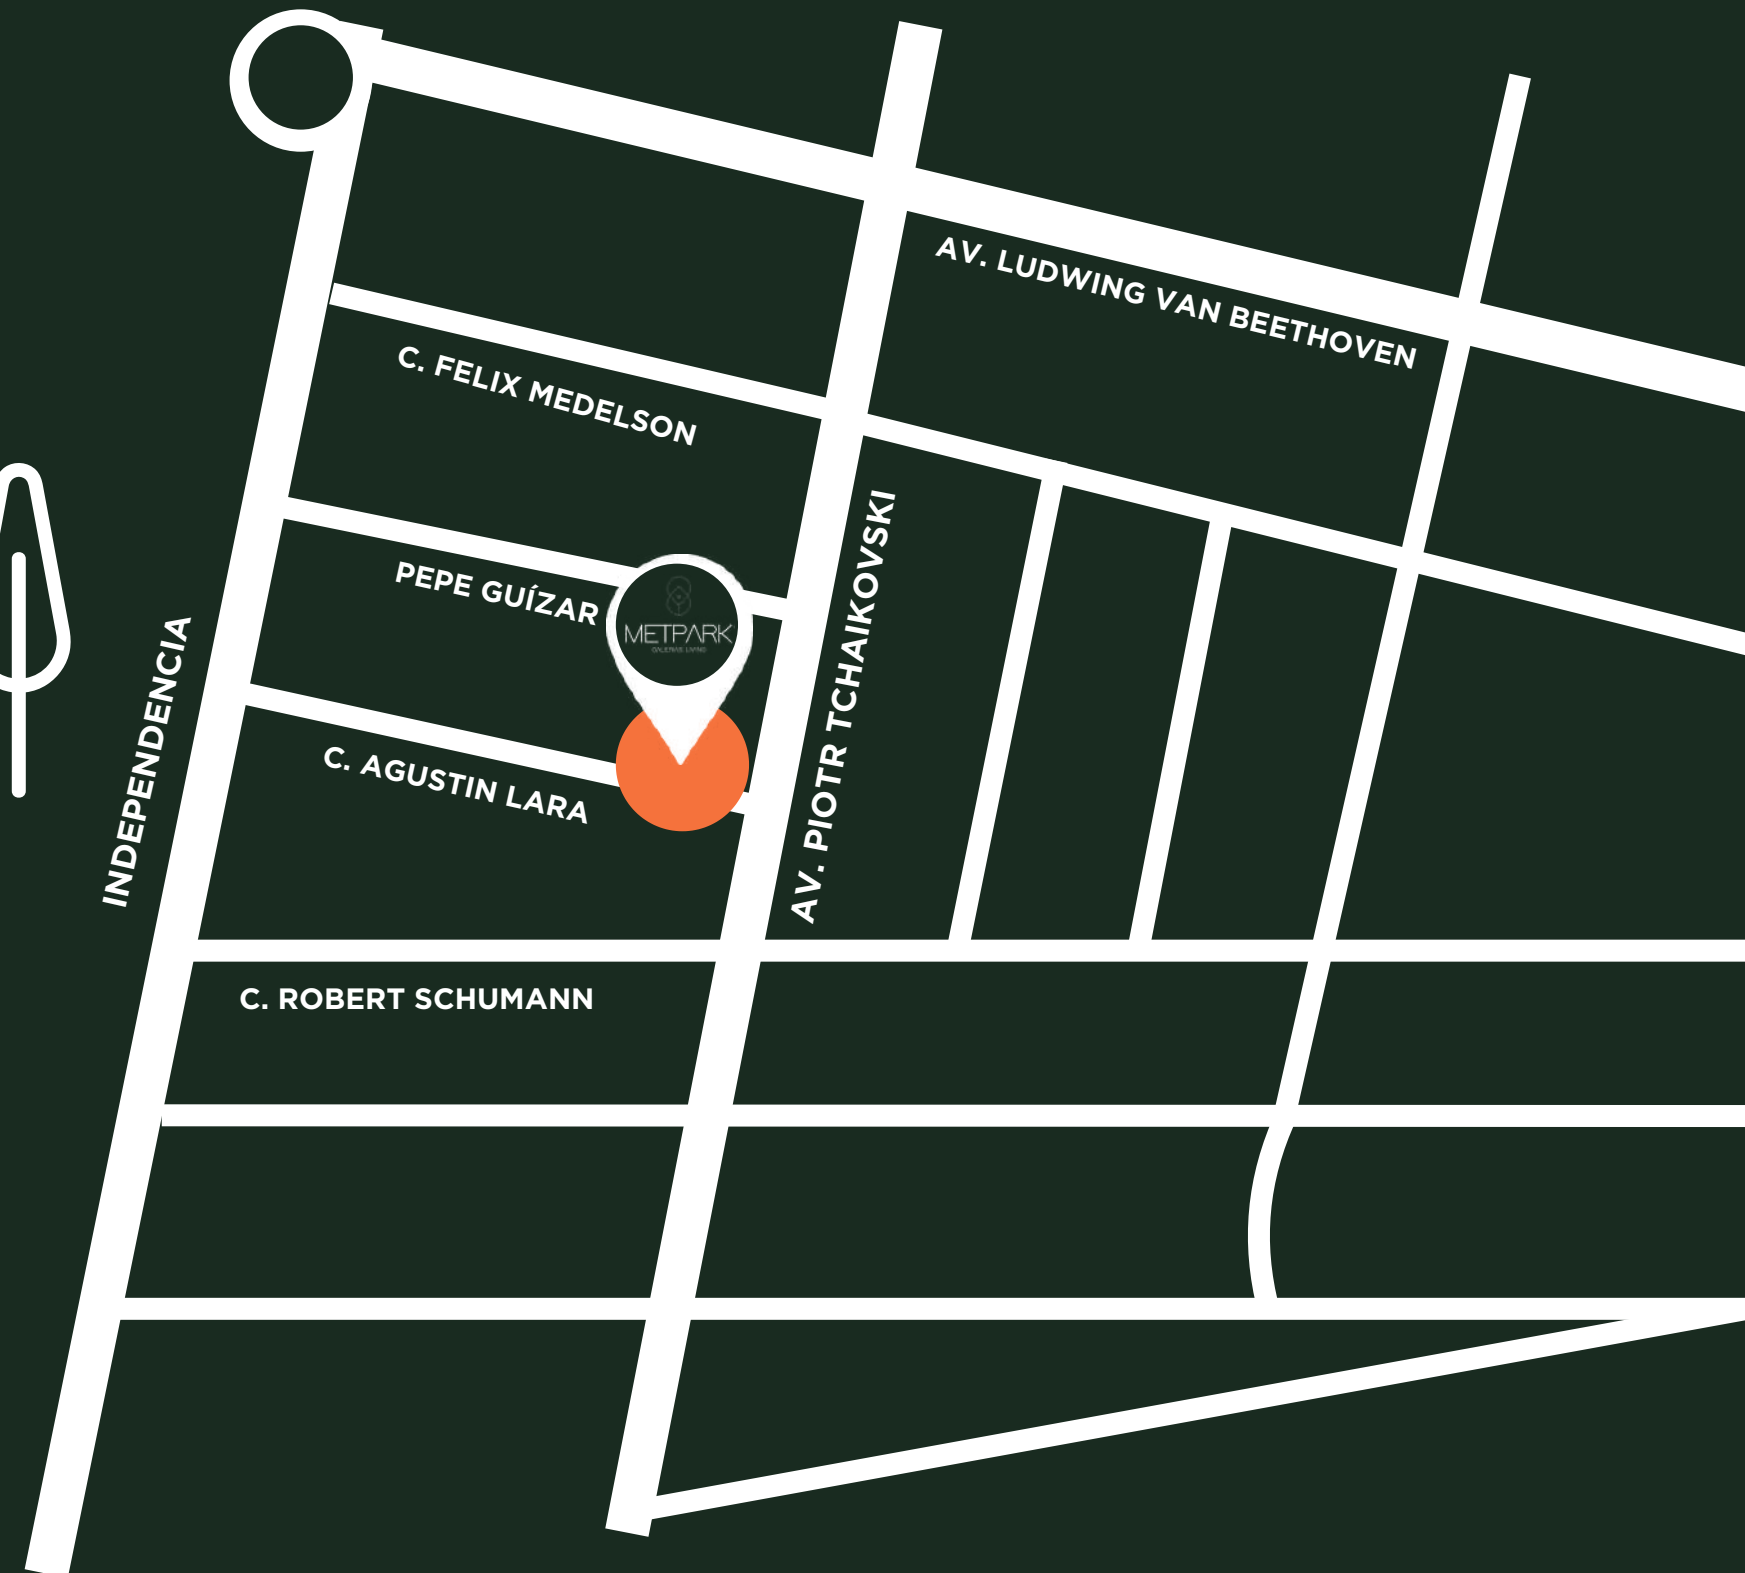 AV. LUDWING VAN BEETHOVEN
C. FELIX MEDELSON
AV. PIOTR TCHAIKOVSKI
PEPE GUÍZAR
METPARK
INDEPENDENCIA
C. AGUSTIN LARA
C. ROBERT SCHUMANN